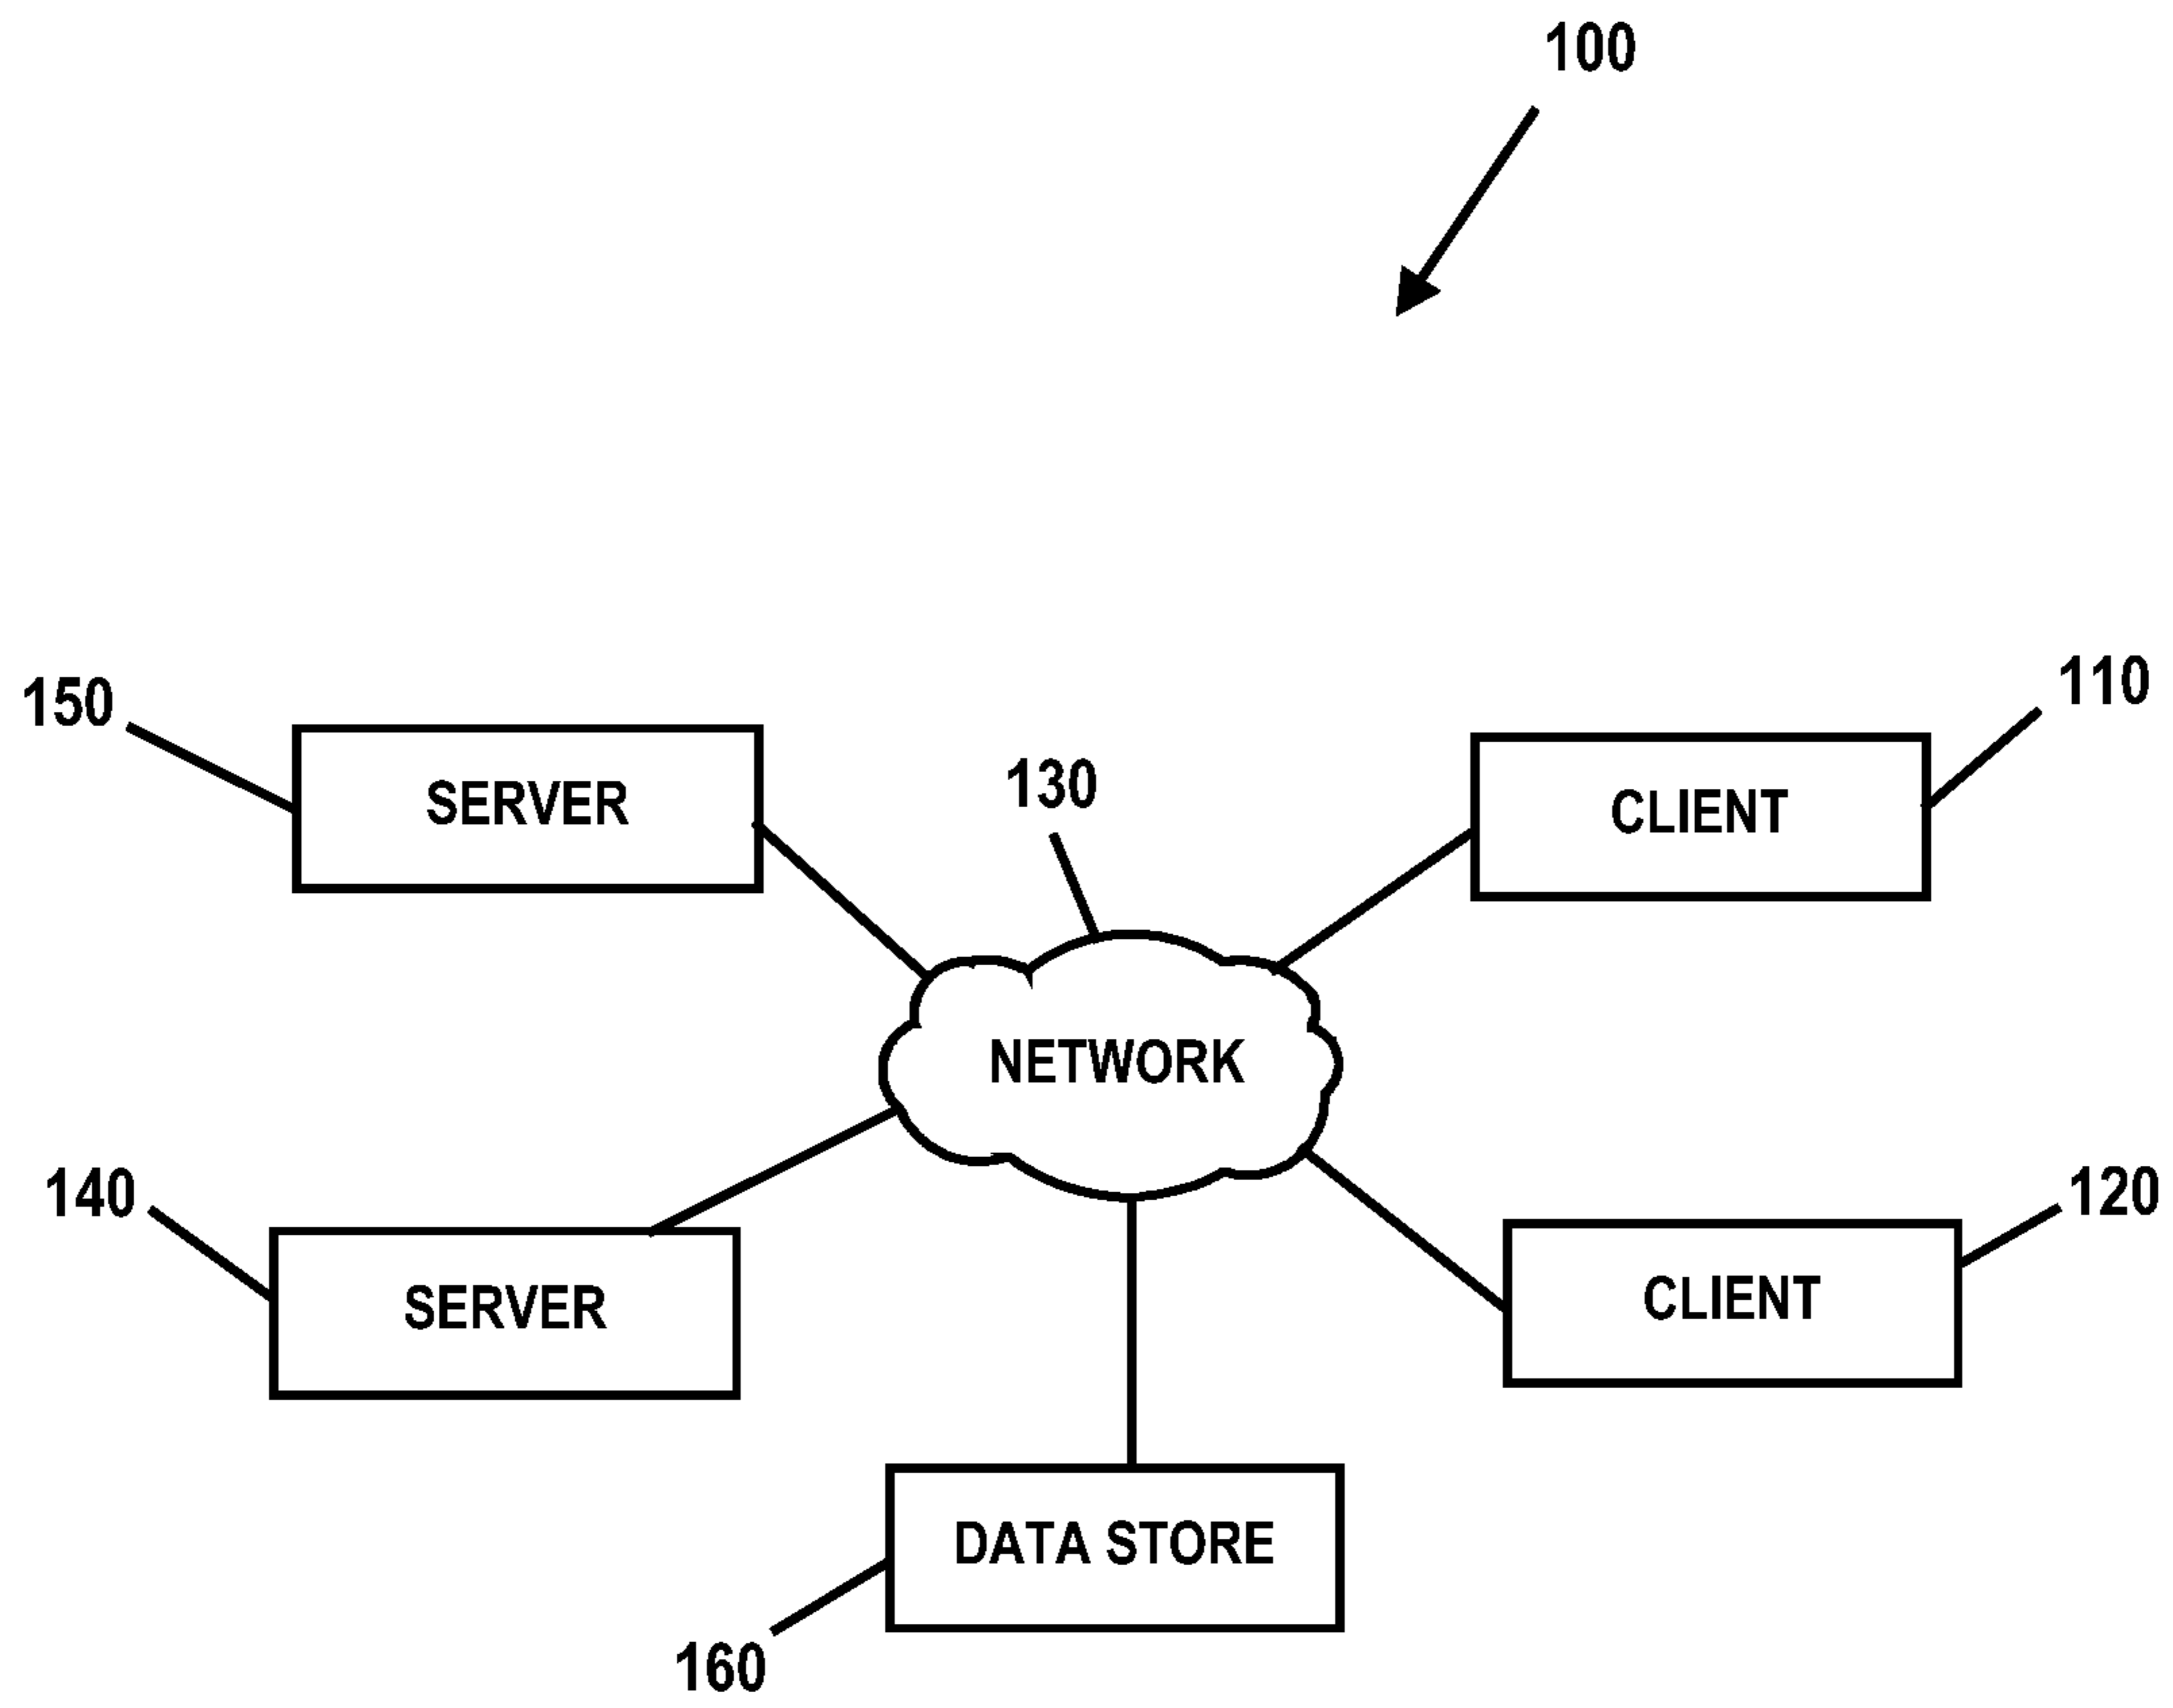 100
150
110
SERVER
130
CLIENT
NETWORK
140
120
SERVER
CLIENT
DATA STORE
160